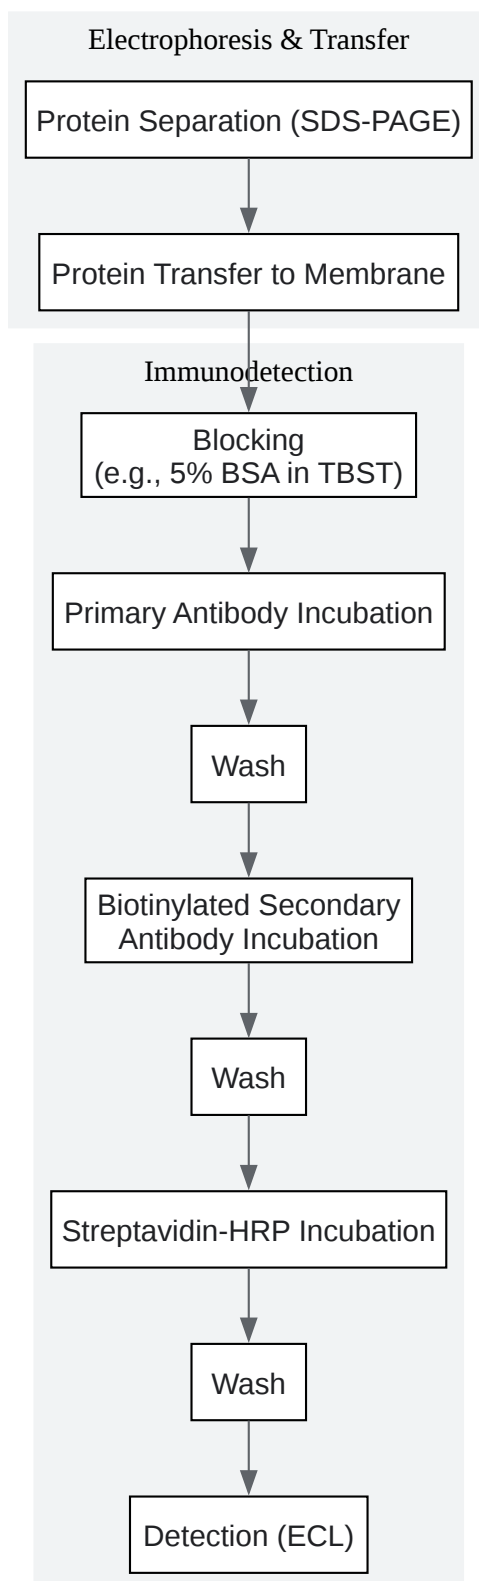 Electrophoresis & Transfer
Protein Separation (SDS-PAGE)
Protein Transfer to Membrane
Immunodetection
Blocking
(e.g., 5% BSA in TBST)
Primary Antibody Incubation
Wash
Biotinylated Secondary
Antibody Incubation
Wash
Streptavidin-HRP Incubation
Wash
Detection (ECL)